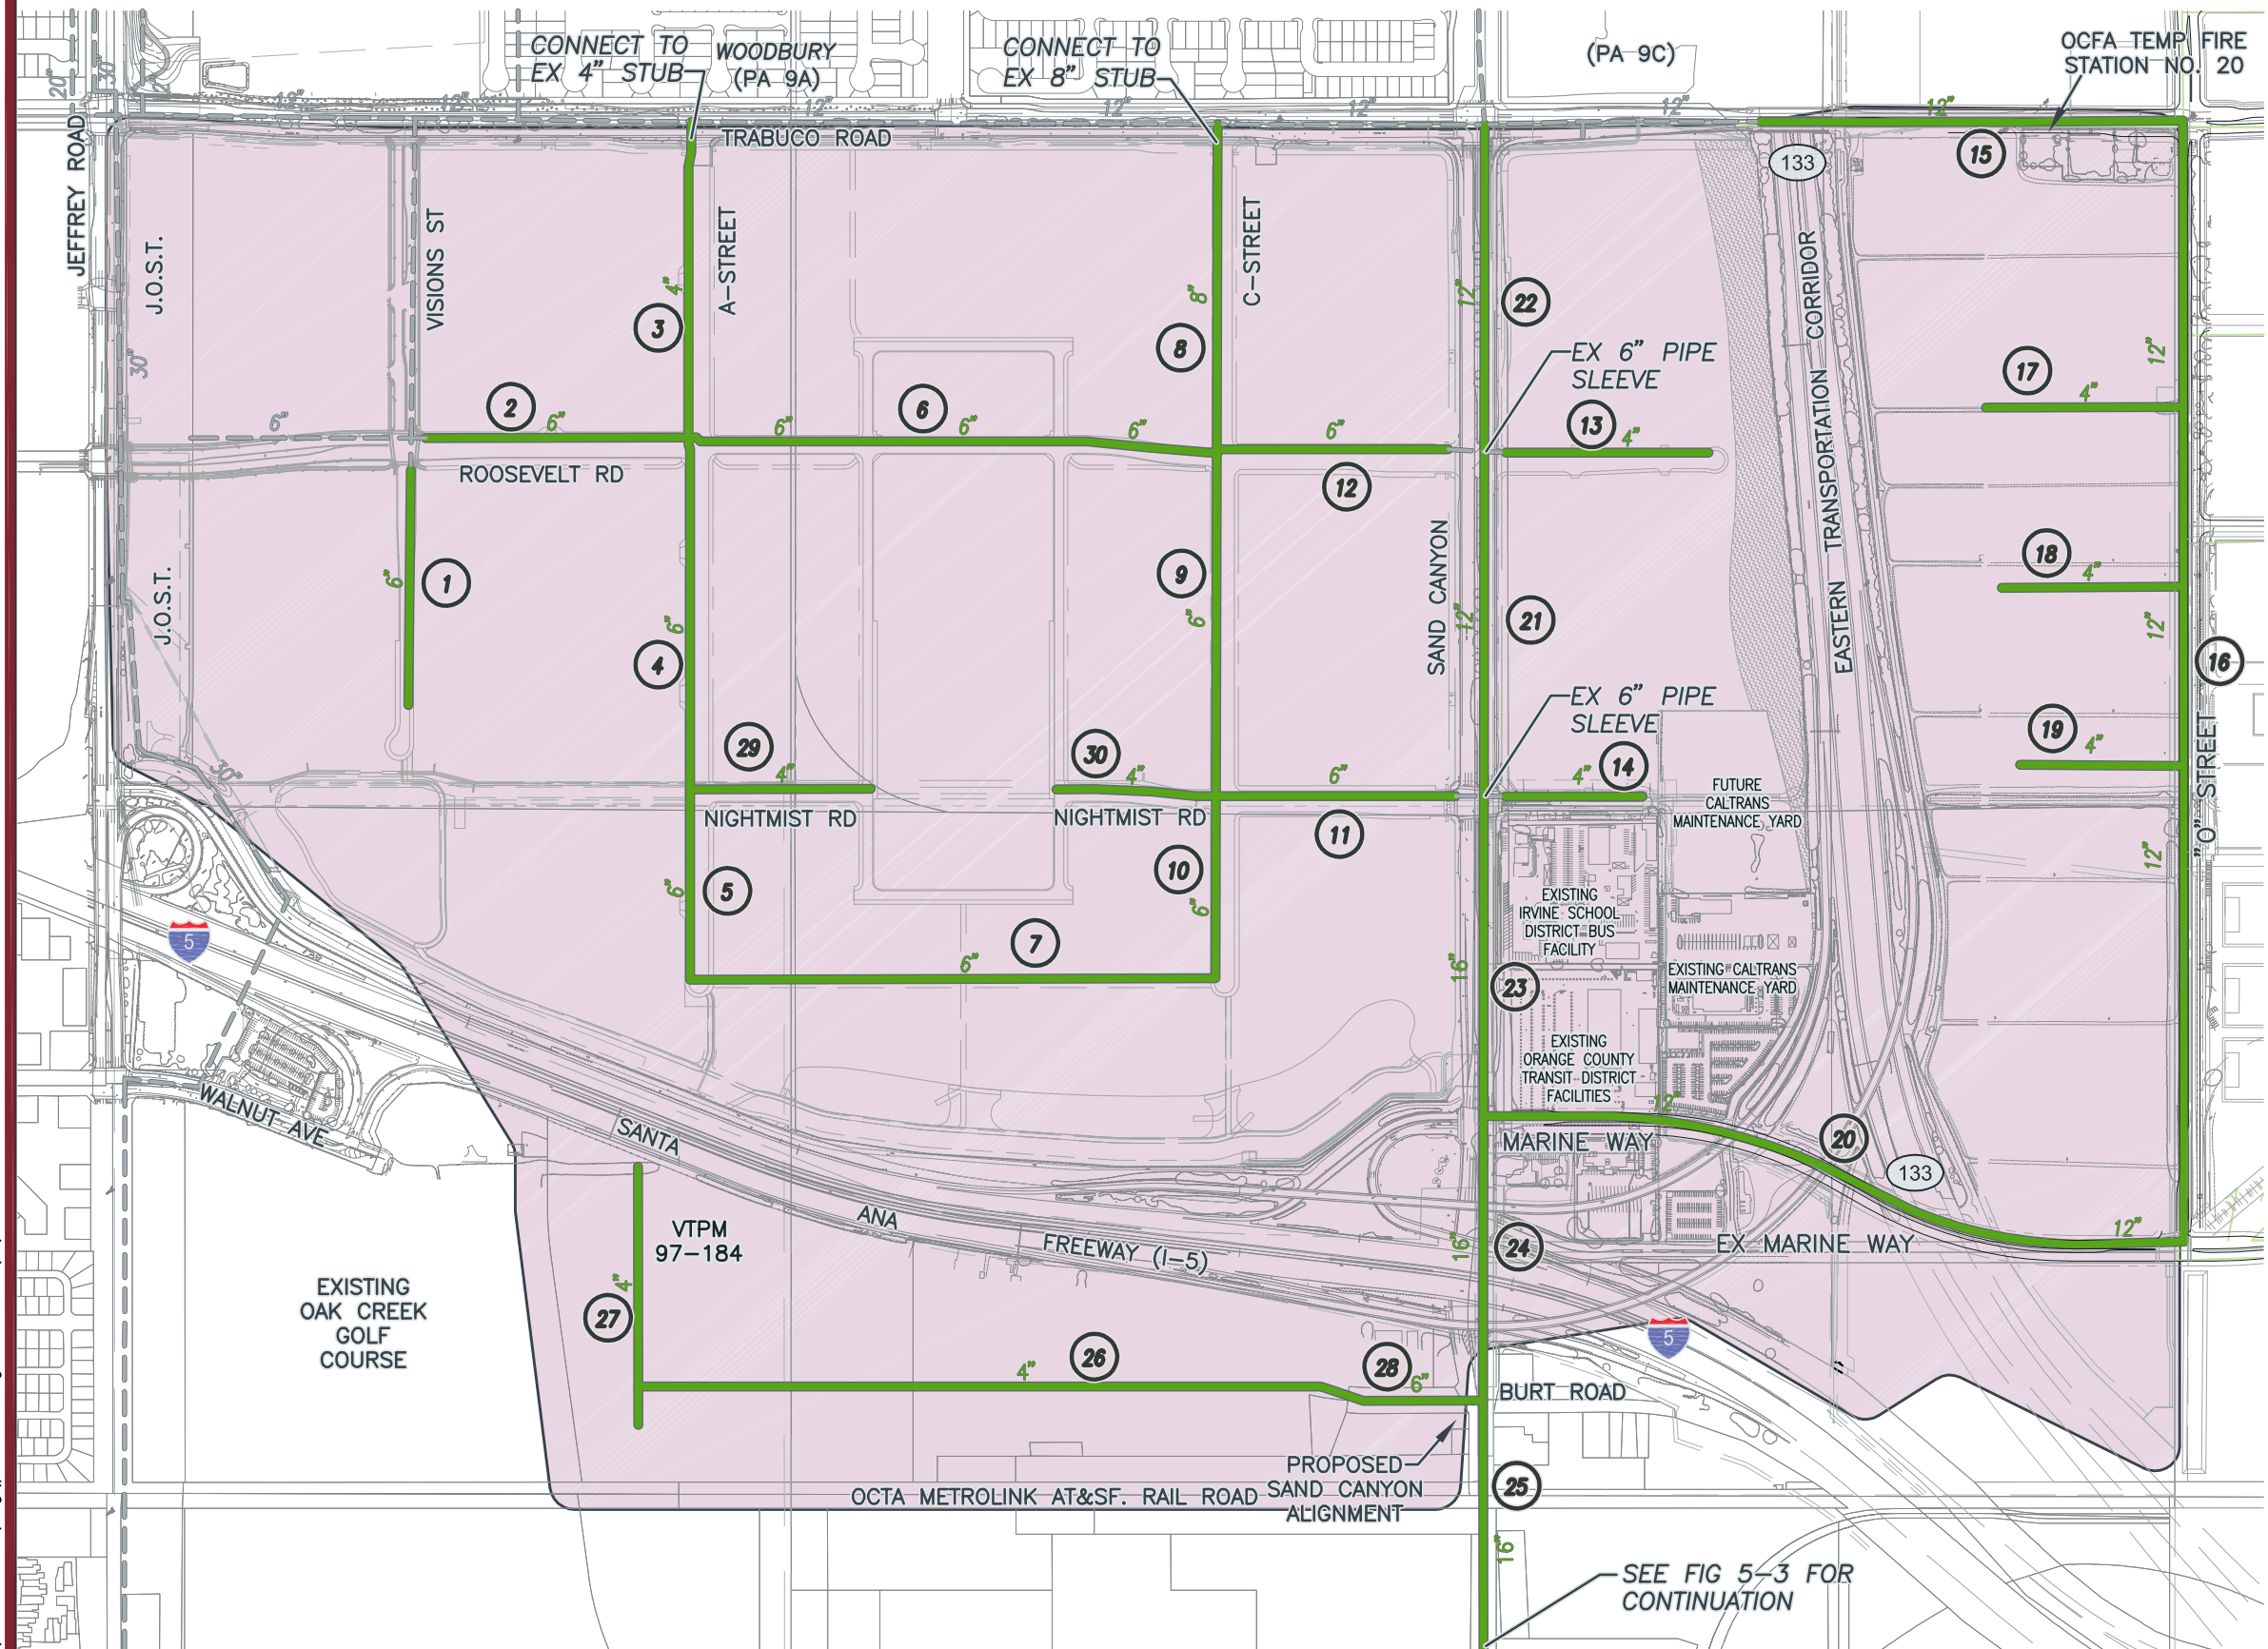 CONNECT TO
EX 4" STUB
WOODBURY
(PA 9A)
CONNECT TO
EX 8" STUB
(PA 9C)
OCFA TEMP FIRE
STATION NO. 20
20"
30"
12"
12"
12"
12"
12"
12"
12"
TRABUCO ROAD
JEFFREY ROAD
J.O.S.T.
30"
VISIONS ST
4"
3
A-STREET
8"
8
C-STREET
12"
22
133
15
EASTERN TRANSPORTATION CORRIDOR
12"
EX 6" PIPE
SLEEVE
17
4"
6"
2
6"
6"
6
6"
6"
6"
13
4"
ROOSEVELT RD
12
J.O.S.T.
6"
1
6"
4
9
6"
SAND CANYON
12"
21
18
4"
12"
16
"O" STREET
EX 6" PIPE
SLEEVE
30"
29
4"
30
4"
6"
4"
14
19
4"
NIGHTMIST RD
NIGHTMIST RD
11
FUTURE
CALTRANS
MAINTENANCE YARD
12"
5
6"
10
6"
5
7
6"
EXISTING
IRVINE SCHOOL
DISTRICT BUS
FACILITY
16"
23
EXISTING CALTRANS
MAINTENANCE YARD
EXISTING
ORANGE COUNTY
TRANSIT DISTRICT
FACILITIES
WALNUT AVE
12"
MARINE WAY
20
133
SANTA
ANA
FREEWAY (I-5)
VTPM
97-184
16"
24
EX MARINE WAY
12"
EXISTING
OAK CREEK
GOLF
COURSE
4"
27
5
4"
26
28
6"
BURT ROAD
PROPOSED
SAND CANYON
ALIGNMENT
OCTA METROLINK AT&SF. RAIL ROAD
25
16"
SEE FIG 5-3 FOR
CONTINUATION